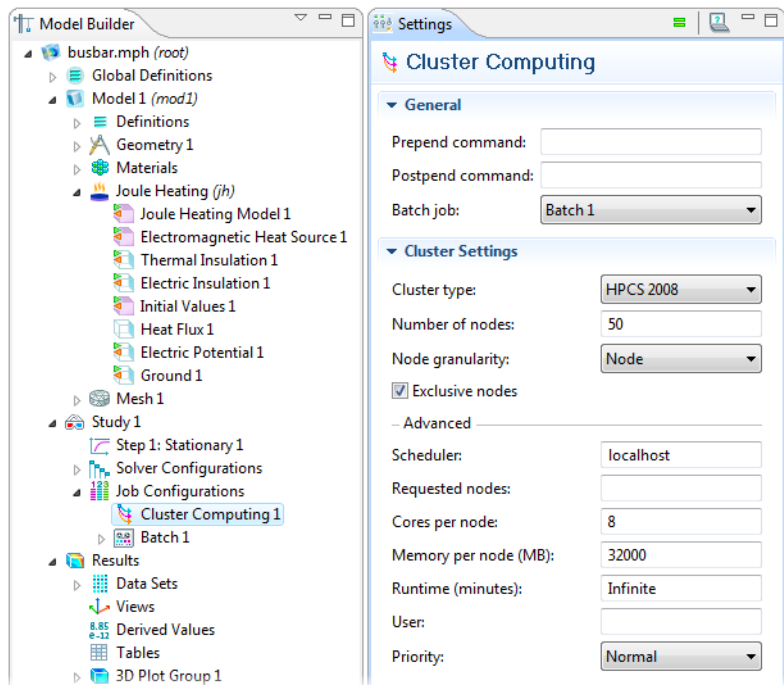 Model Builder
busbar.mph (root)
Global Definitions
Model 1 (mod1)
Definitions
Geometry 1
Materials
Joule Heating (jh)
Joule Heating Model 1
Electromagnetic Heat Source 1
Thermal Insulation 1
Electric Insulation 1
Initial Values 1
Heat Flux 1
Electric Potential 1
Ground 1
Mesh 1
Study 1
Step 1: Stationary 1
Solver Configurations
123
Job Configurations
Cluster Computing 1
Batch 1
Results
Data Sets
Views
8.85
e-12 Derived Values
Tables
3D Plot Group 1
Settings
Cluster Computing
General
Prepend command:
Postpend command:
Batch job: Batch 1
Cluster Settings
Cluster type: HPCS 2008
Number of nodes: 50
Node granularity: Node
Exclusive nodes
Advanced
Scheduler: localhost
Requested nodes:
Cores per node: 8
Memory per node (MB): 32000
Runtime (minutes): Infinite
User:
Priority: Normal